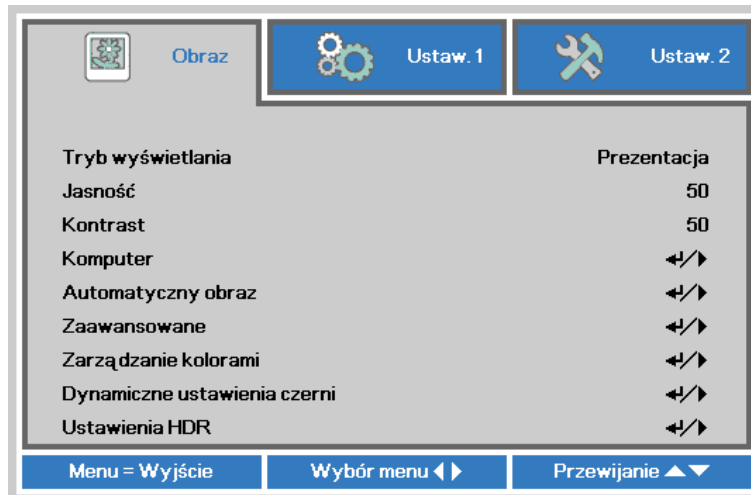 Obraz Ustaw. 1 Ustaw. 2
Tryb wyświetlania Prezentacja
Jasność 50
Kontrast 50
Komputer
Automatyczny obraz
Zaawansowane
Zarządzanie kolorami
Dynamiczne ustawienia czerni
Ustawienia HDR
Menu = Wyjście Wybór menu Przewijanie